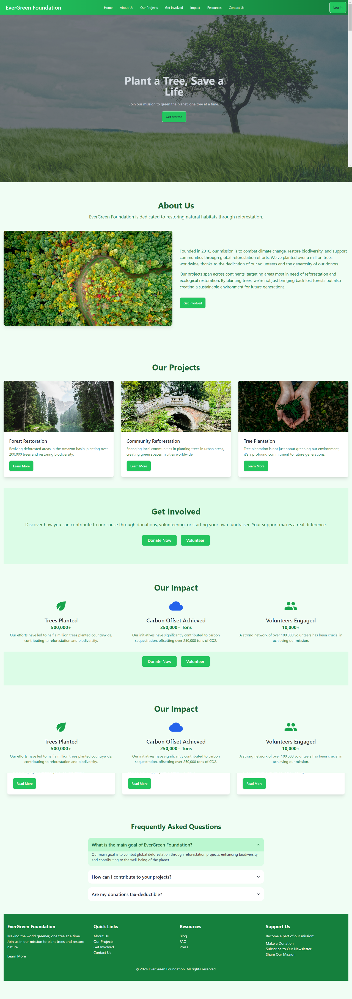 EverGreen Foundation
Home About Us Our Projects Get Involved Impact Resources Contact Us
Log In
Plant a Tree, Save a
Life
Join our mission to green the planet, one tree at a time.
Get Started
About Us
EverGreen Foundation is dedicated to restoring natural habitats through reforestation.
Founded in 2010, our mission is to combat climate change, restore biodiversity, and support
communities through global reforestation efforts. We've planted over a million trees
worldwide, thanks to the dedication of our volunteers and the generosity of our donors.
Our projects span across continents, targeting areas most in need of reforestation and
ecological restoration. By planting trees, we're not just bringing back lost forests but also
creating a sustainable environment for future generations.
Get Involved
Our Projects
Forest Restoration
Reviving deforested areas in the Amazon basin, planting over
200,000 trees and restoring biodiversity.
Learn More
Community Reforestation
Engaging local communities in planting trees in urban areas,
creating green spaces in cities worldwide.
Learn More
Tree Plantation
Tree plantation is not just about greening our environment;
it's a profound commitment to future generations.
Learn More
Get Involved
Discover how you can contribute to our cause through donations, volunteering, or starting your own fundraiser. Your support makes a real difference.
Donate Now Volunteer
Our Impact
Trees Planted
500,000+
Our efforts have led to half a million trees planted countrywide,
contributing to reforestation and biodiversity.
Carbon Offset Achieved
250,000+ Tons
Our initiatives have significantly contributed to carbon
sequestration, offsetting over 250,000 tons of CO2.
Volunteers Engaged
10,000+
A strong network of over 100,000 volunteers has been crucial in
achieving our mission.
Donate Now Volunteer
Our Impact
Trees Planted
500,000+
Our efforts have led to half a million trees planted countrywide,
contributing to reforestation and biodiversity.
Carbon Offset Achieved
250,000+ Tons
Our initiatives have significantly contributed to carbon
sequestration, offsetting over 250,000 tons of CO2.
Volunteers Engaged
10,000+
A strong network of over 100,000 volunteers has been crucial in
achieving our mission.
Read More
Read More
Read More
Frequently Asked Questions
What is the main goal of EverGreen Foundation?
Our main goal is to combat global deforestation through reforestation projects, enhancing biodiversity,
and contributing to the well-being of the planet.
How can I contribute to your projects?
Are my donations tax-deductible?
EverGreen Foundation
Making the world greener, one tree at a time.
Join us in our mission to plant trees and restore
nature.
Learn More
Quick Links
About Us
Our Projects
Get Involved
Contact Us
Resources
Blog
FAQ
Press
Support Us
Become a part of our mission:
Make a Donation
Subscribe to Our Newsletter
Share Our Mission
© 2024 EverGreen Foundation. All rights reserved.